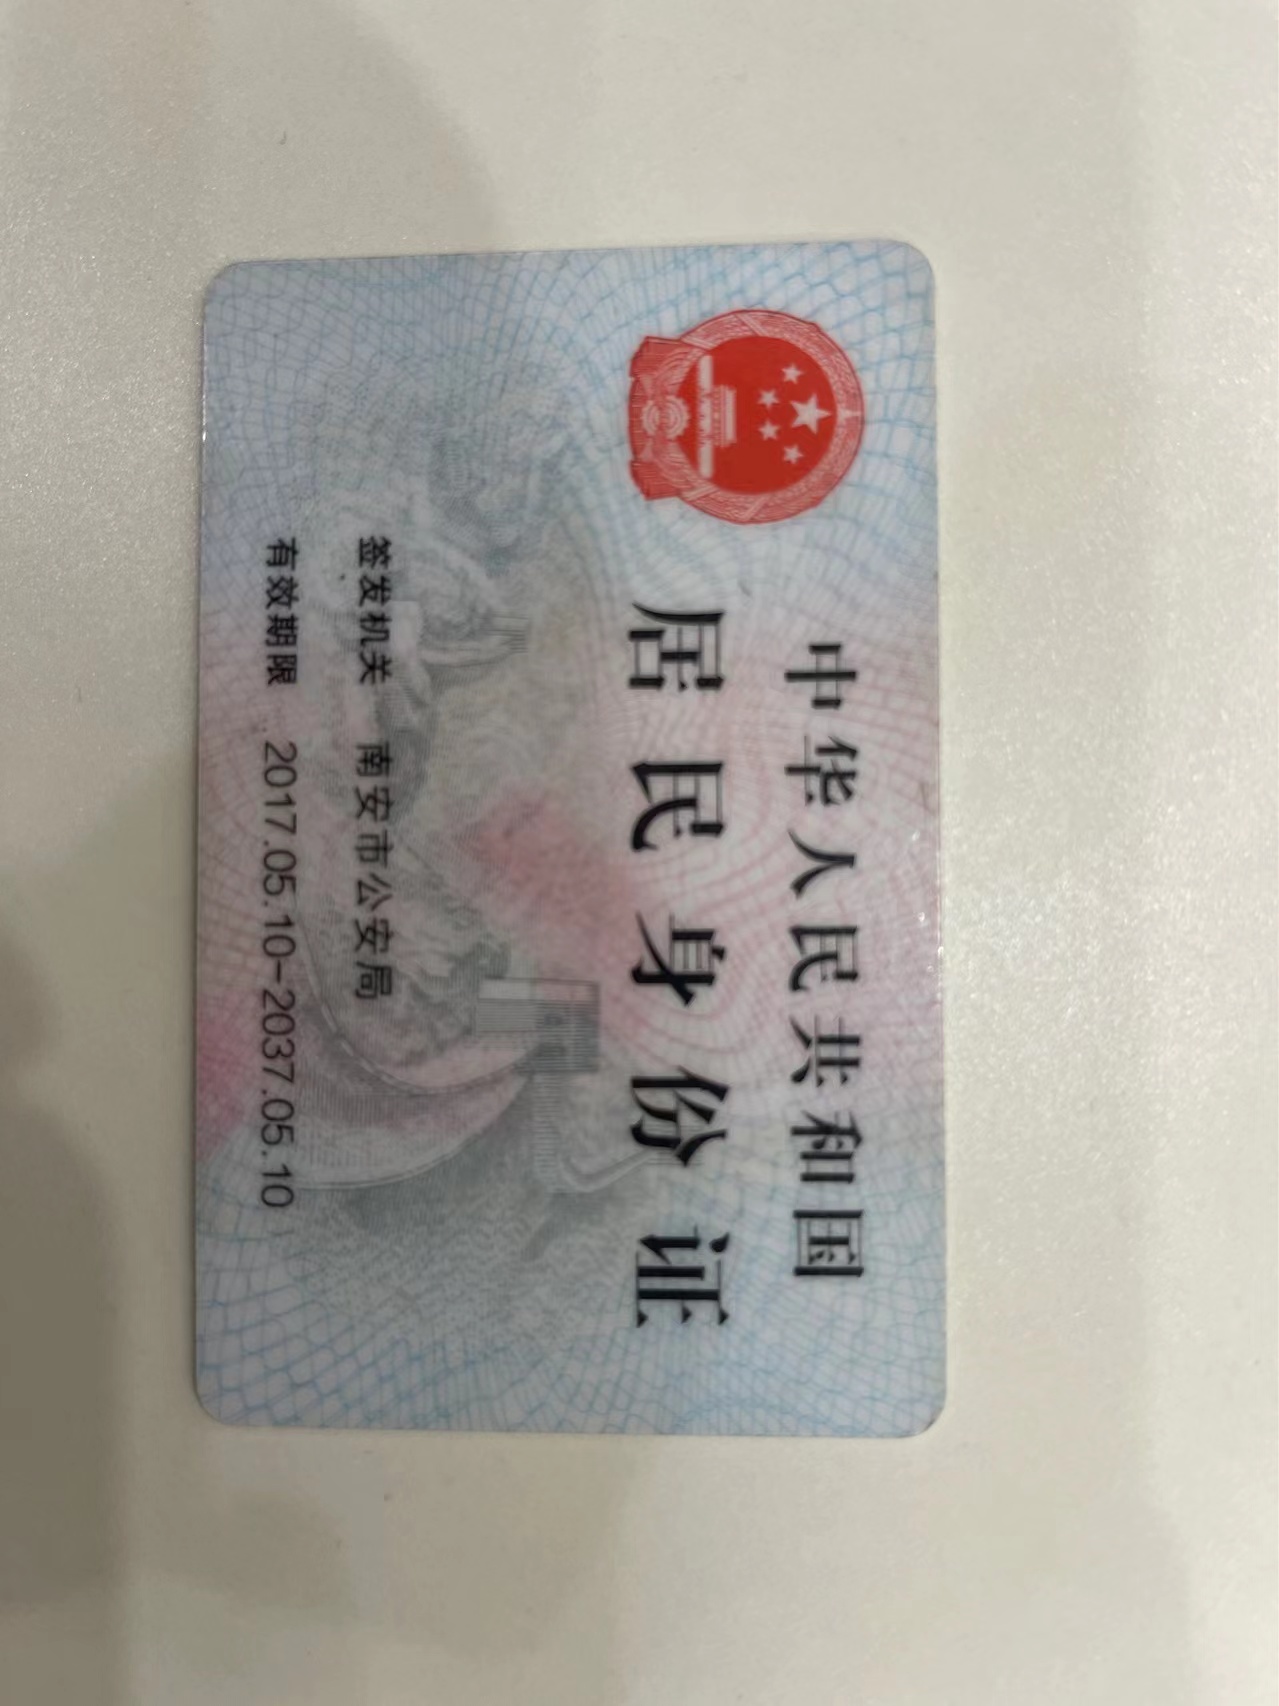 中华人民共和国
居民身份证
签发机关 南安市公安局
有效期限 2017.05.10-2037.05.10